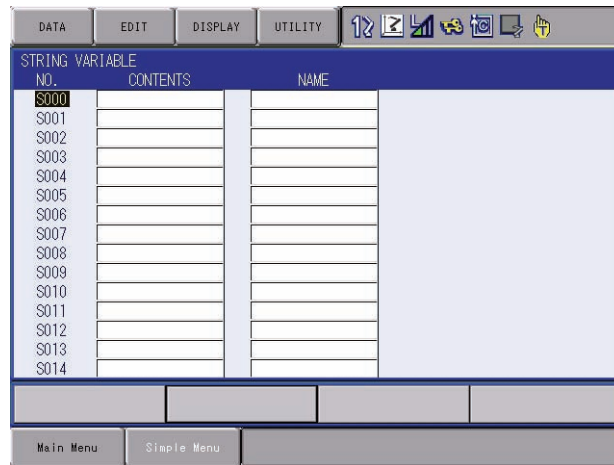 DATA EDIT DISPLAY UTILITY
STRING VARIABLE
NO. CONTENTS NAME
S000
S001
S002
S003
S004
S005
S006
S007
S008
S009
S010
S011
S012
S013
S014
Main Menu Simple Menu